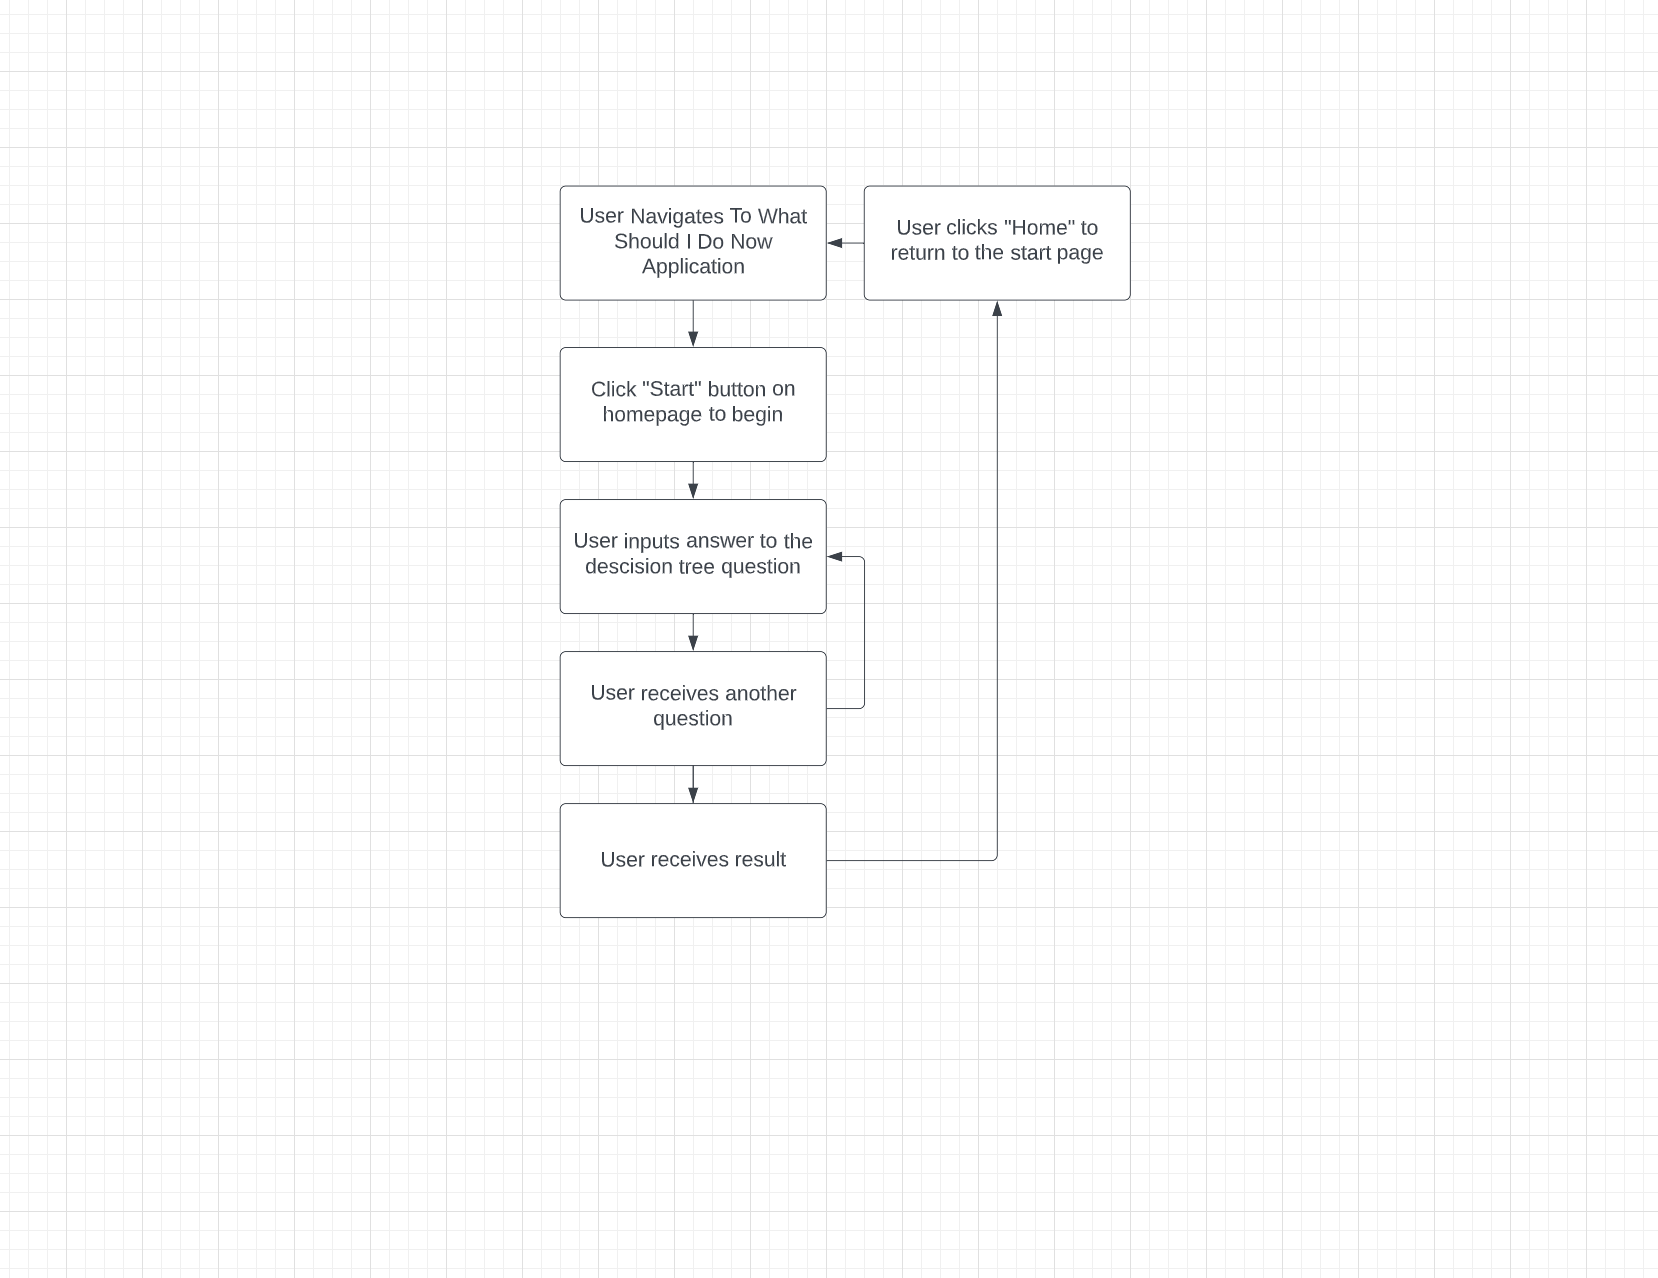 User Navigates To What
Should I Do Now
Application
User clicks "Home" to
return to the start page
Click "Start" button on
homepage to begin
User inputs answer to the
descision tree question
User receives another
question
User receives result